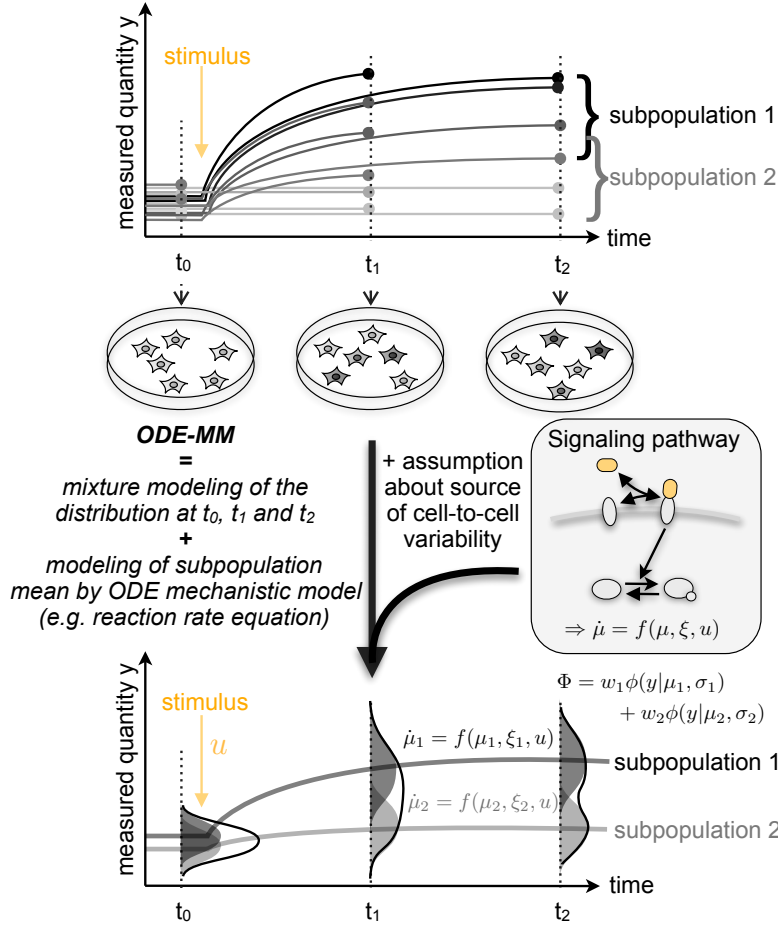 measured quantity y
stimulus
subpopulation 1
subpopulation 2
time
t₀ t₁ t₂
ODE-MM
=
mixture modeling of the
distribution at t₀, t₁ and t₂
+
modeling of subpopulation
mean by ODE mechanistic model
(e.g. reaction rate equation)
+ assumption
about source
of cell-to-cell
variability
Signaling pathway
⇒ μ̇ = f(μ, ξ, u)
measured quantity y
stimulus
u
Φ = w₁ϕ(y|μ₁, σ₁)
+ w₂ϕ(y|μ₂, σ₂)
μ̇₁ = f(μ₁, ξ₁, u)
subpopulation 1
μ̇₂ = f(μ₂, ξ₂, u)
subpopulation 2
time
t₀ t₁ t₂